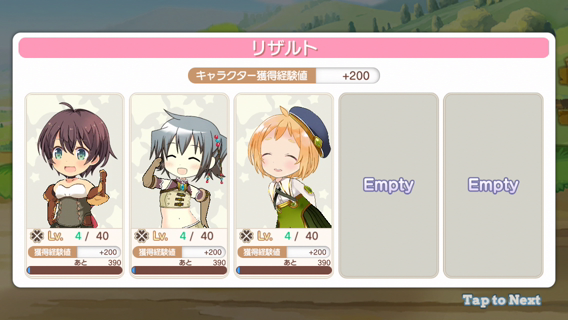 リザルト
キャラクター獲得経験値 +200
Lv. 4 / 40
獲得経験値 +200
あと 390
Lv. 4 / 40
獲得経験値 +200
あと 390
Lv. 4 / 40
獲得経験値 +200
あと 390
Empty
Empty
Tap to Next